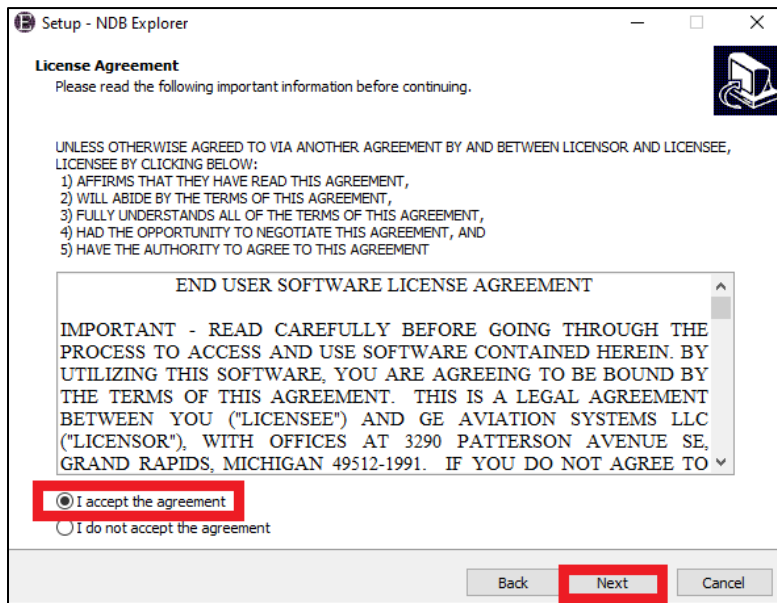 Setup - NDB Explorer
License Agreement
Please read the following important information before continuing.
UNLESS OTHERWISE AGREED TO VIA ANOTHER AGREEMENT BY AND BETWEEN LICENSOR AND LICENSEE,
LICENSEE BY CLICKING BELOW:
1) AFFIRMS THAT THEY HAVE READ THIS AGREEMENT,
2) WILL ABIDE BY THE TERMS OF THIS AGREEMENT,
3) FULLY UNDERSTANDS ALL OF THE TERMS OF THIS AGREEMENT,
4) HAD THE OPPORTUNITY TO NEGOTIATE THIS AGREEMENT, AND
5) HAVE THE AUTHORITY TO AGREE TO THIS AGREEMENT
END USER SOFTWARE LICENSE AGREEMENT
IMPORTANT - READ CAREFULLY BEFORE GOING THROUGH THE
PROCESS TO ACCESS AND USE SOFTWARE CONTAINED HEREIN. BY
UTILIZING THIS SOFTWARE, YOU ARE AGREEING TO BE BOUND BY
THE TERMS OF THIS AGREEMENT. THIS IS A LEGAL AGREEMENT
BETWEEN YOU ("LICENSEE") AND GE AVIATION SYSTEMS LLC
("LICENSOR"), WITH OFFICES AT 3290 PATTERSON AVENUE SE,
GRAND RAPIDS, MICHIGAN 49512-1991. IF YOU DO NOT AGREE TO
I accept the agreement
I do not accept the agreement
Back Next Cancel